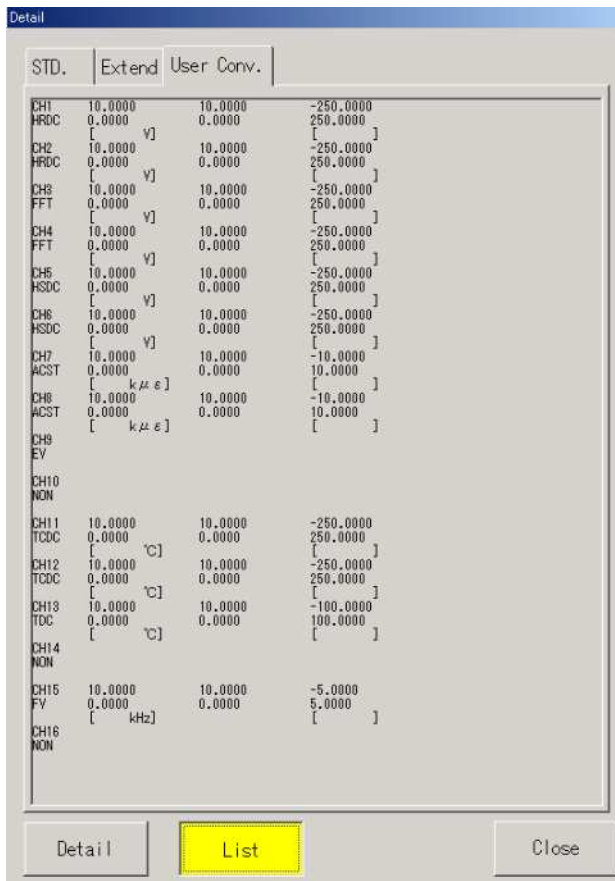 Detail
STD. Extend User Conv.
CH1 10.0000 10.0000 -250.0000
HRDC 0.0000 0.0000 250.0000
[ V] [ ]
CH2 10.0000 10.0000 -250.0000
HRDC 0.0000 0.0000 250.0000
[ V] [ ]
CH3 10.0000 10.0000 -250.0000
FFT 0.0000 0.0000 250.0000
[ V] [ ]
CH4 10.0000 10.0000 -250.0000
FFT 0.0000 0.0000 250.0000
[ V] [ ]
CH5 10.0000 10.0000 -250.0000
HSDC 0.0000 0.0000 250.0000
[ V] [ ]
CH6 10.0000 10.0000 -250.0000
HSDC 0.0000 0.0000 250.0000
[ V] [ ]
CH7 10.0000 10.0000 -10.0000
ACST 0.0000 0.0000 10.0000
[ kμε] [ ]
CH8 10.0000 10.0000 -10.0000
ACST 0.0000 0.0000 10.0000
[ kμε] [ ]
CH9
EV
CH10
NON
CH11 10.0000 10.0000 -250.0000
TCDC 0.0000 0.0000 250.0000
[ ℃] [ ]
CH12 10.0000 10.0000 -250.0000
TCDC 0.0000 0.0000 250.0000
[ ℃] [ ]
CH13 10.0000 10.0000 -100.0000
TDC 0.0000 0.0000 100.0000
[ ℃] [ ]
CH14
NON
CH15 10.0000 10.0000 -5.0000
FV 0.0000 0.0000 5.0000
[ kHz] [ ]
CH16
NON
Detail List Close